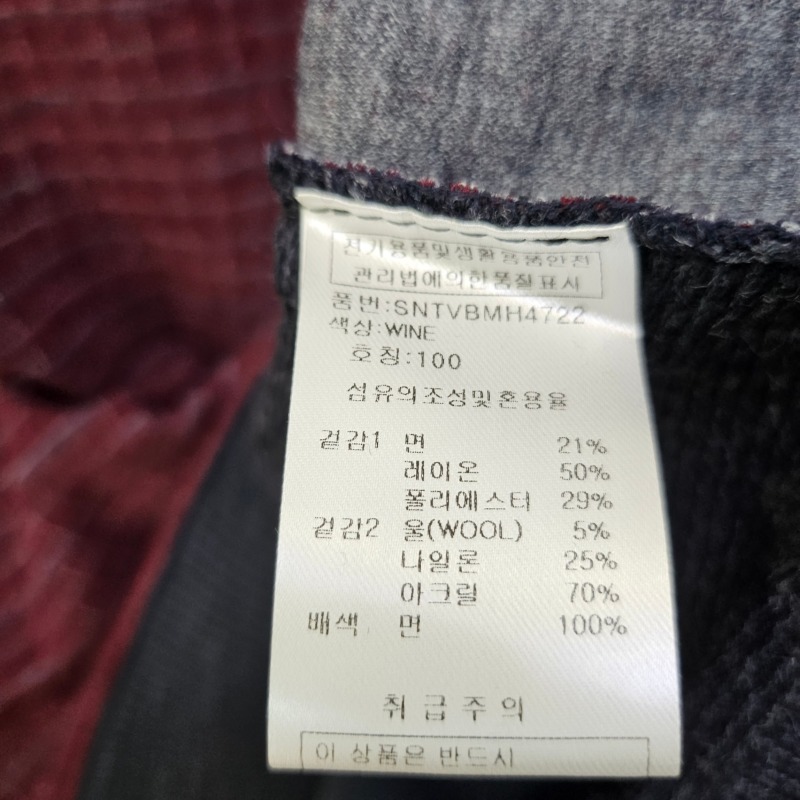 전기용품및생활용품안전
관리법에의한품질표시
품번:SNTVBMH4722
색상:WINE
호칭:100
섬유의조성및혼용율
겉감1 면 21%
레이온 50%
폴리에스터 29%
겉감2 울(WOOL) 5%
나일론 25%
아크릴 70%
배색 면 100%
취급주의
이 상품은 반드시